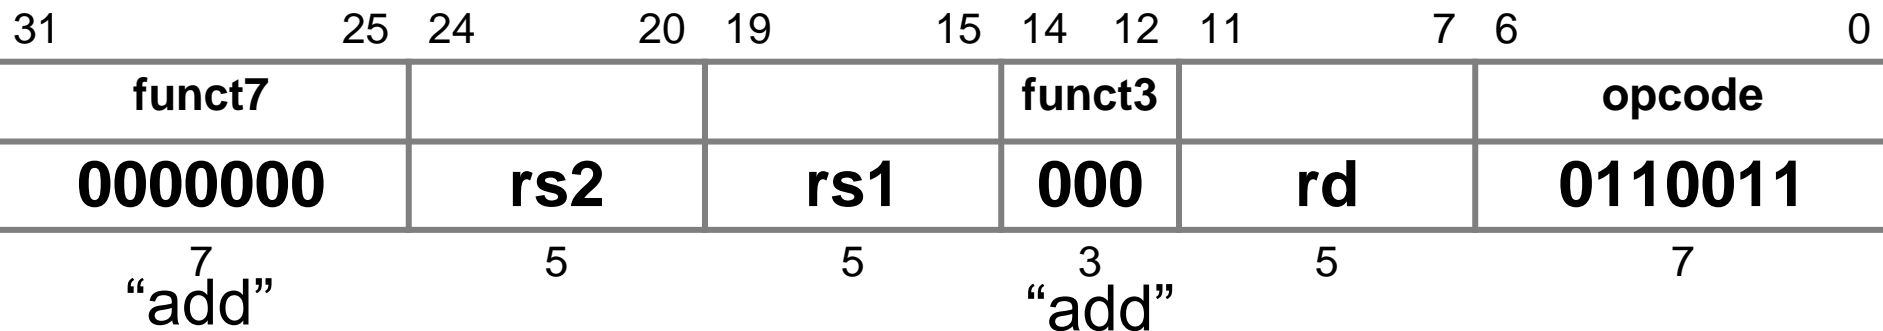 31 25 24 20 19 15 14 12 11 7 6 0
funct7 funct3 opcode
0000000 rs2 rs1 000 rd 0110011
7 5 5 3 5 7
“add” “add”